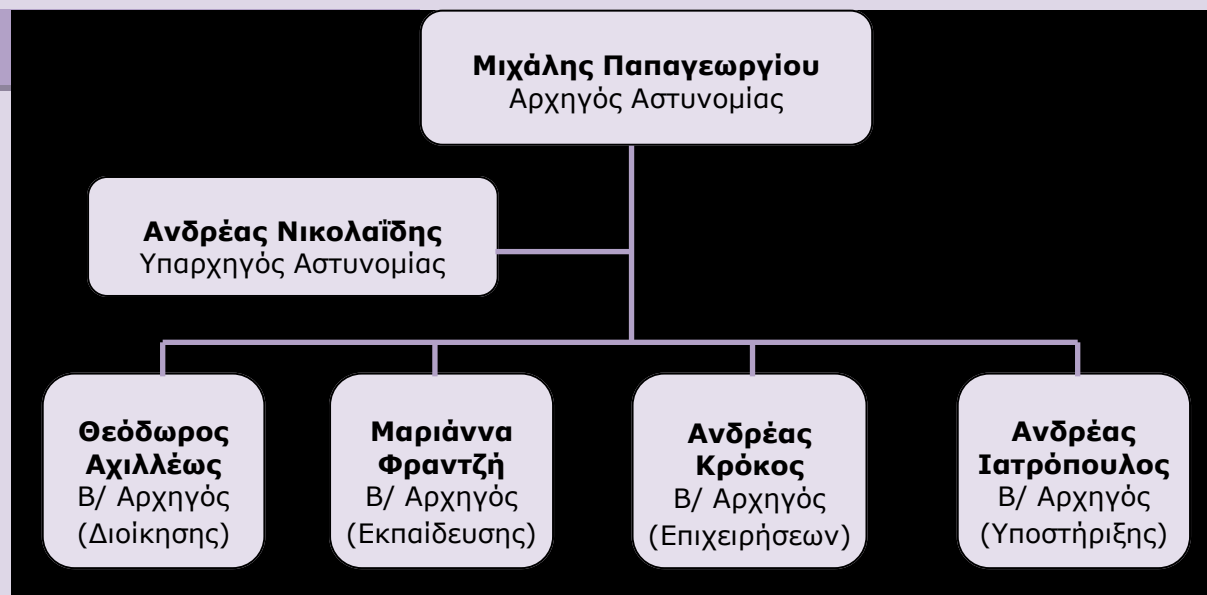 Μιχάλης Παπαγεωργίου
Αρχηγός Αστυνομίας
Ανδρέας Νικολαΐδης
Υπαρχηγός Αστυνομίας
Θεόδωρος
Αχιλλέως
Β/ Αρχηγός
(Διοίκησης)
Μαριάννα
Φραντζή
Β/ Αρχηγός
(Εκπαίδευσης)
Ανδρέας
Κρόκος
Β/ Αρχηγός
(Επιχειρήσεων)
Ανδρέας
Ιατρόπουλος
Β/ Αρχηγός
(Υποστήριξης)